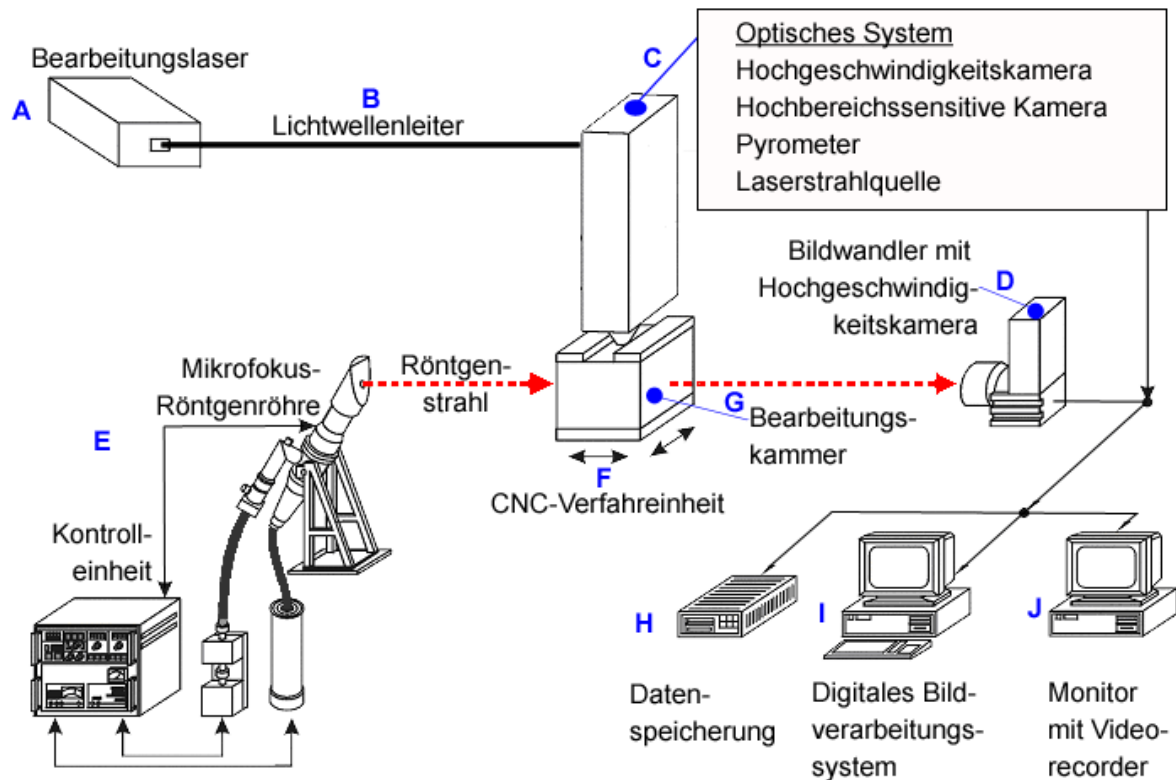 Bearbeitungslaser
A
B
Lichtwellenleiter
C
Optisches System
Hochgeschwindigkeitskamera
Hochbereichssensitive Kamera
Pyrometer
Laserstrahlquelle
Bildwandler mit
D
Hochgeschwindig-
keitskamera
Mikrofokus-
Röntgenröhre
Röntgen-
strahl
G
Bearbeitungs-
kammer
E
F
CNC-Verfahreinheit
Kontroll-
einheit
H
I
J
Daten-
speicherung
Digitales Bild-
verarbeitungs-
system
Monitor
mit Video-
recorder